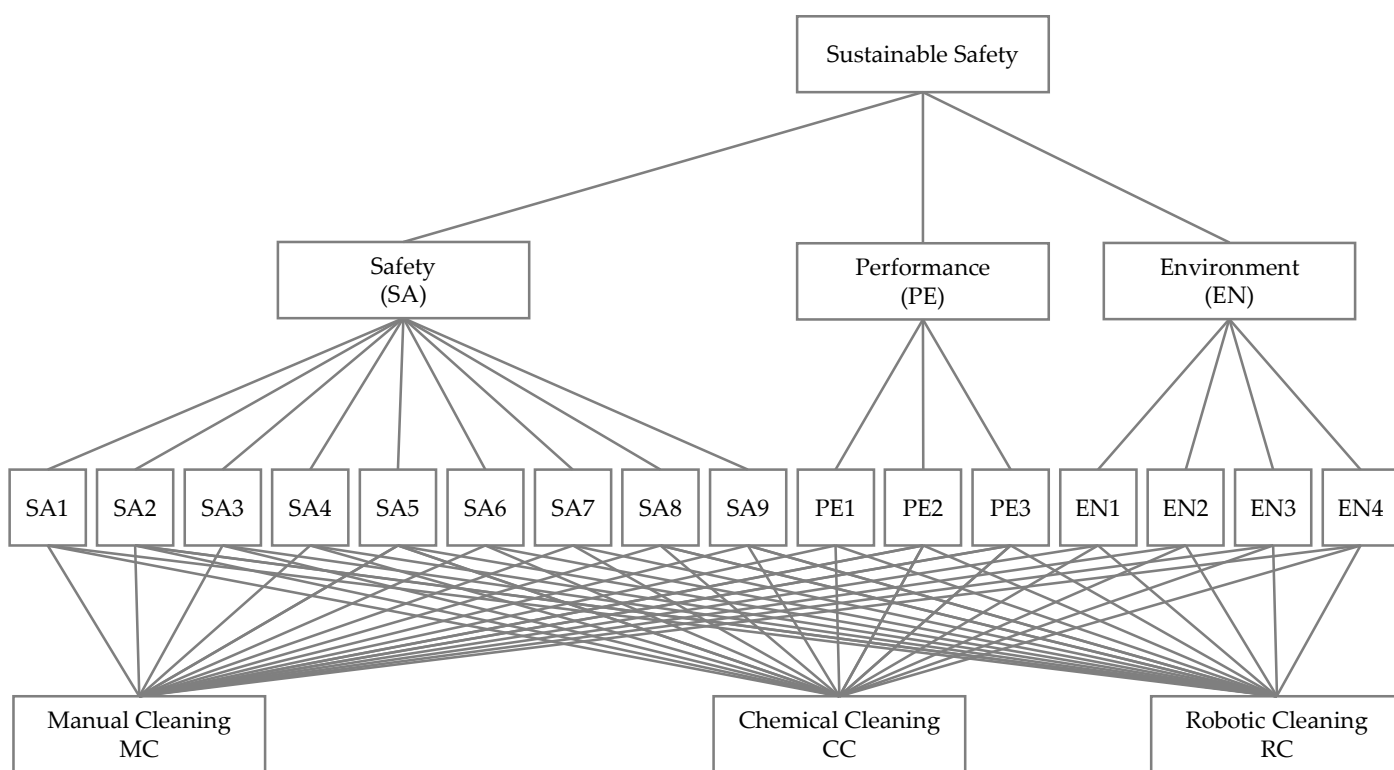 Sustainable Safety
Safety
(SA)
Performance
(PE)
Environment
(EN)
SA1
SA2
SA3
SA4
SA5
SA6
SA7
SA8
SA9
PE1
PE2
PE3
EN1
EN2
EN3
EN4
Manual Cleaning
MC
Chemical Cleaning
CC
Robotic Cleaning
RC